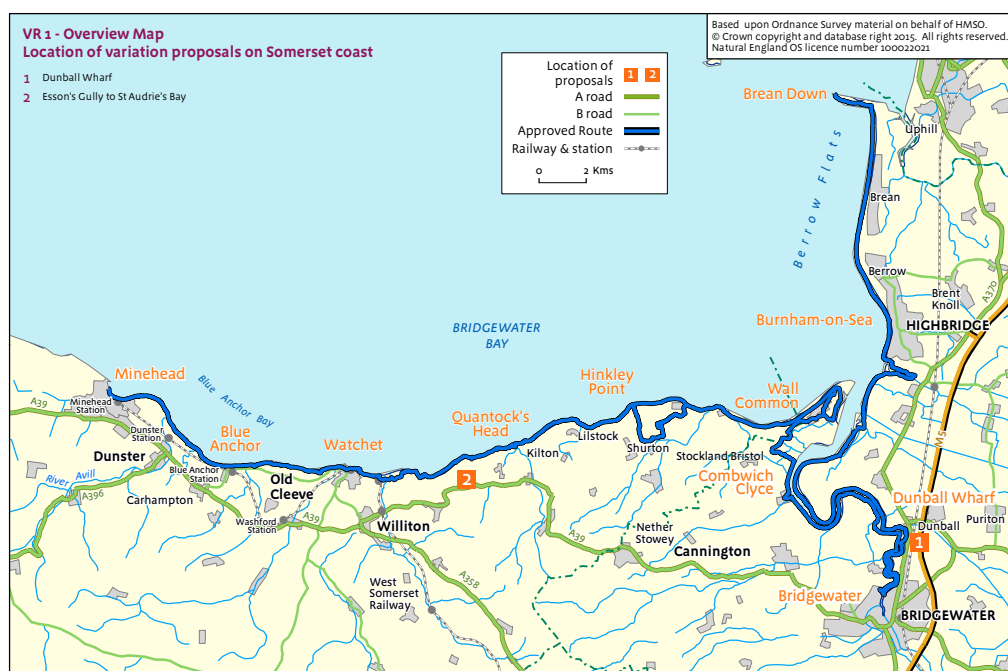 VR 1 - Overview Map
Location of variation proposals on Somerset coast
1 Dunball Wharf
2 Esson's Gully to St Audrie's Bay
Based upon Ordnance Survey material on behalf of HMSO.
© Crown copyright and database right 2015. All rights reserved.
Natural England OS licence number 100022021
Location of
proposals
1 2
A road
B road
Approved Route
Railway & station
0 2 Kms
Brean Down
Uphill
Berrow Flats
Brean
Berrow
Brent
Knoll
A370
Burnham-on-Sea
HIGHBRIDGE
BRIDGEWATER
BAY
Minehead
Minehead
Station
A39
Blue Anchor Bay
Dunster
Station
Dunster
Blue
Anchor
Blue Anchor
Station
River Avill
A396
Carhampton
Watchet
Old
Cleeve
Washford
Station
A39
Williton
West
Somerset
Railway
A358
Quantock's
Head
2
Kilton
Lilstock
Hinkley
Point
Shurton
Wall
Common
Stockland Bristol
Combwich
Clyce
M5
Dunball Wharf
Dunball
Puriton
1
A39
Nether
Stowey
Cannington
Bridgewater
BRIDGEWATER